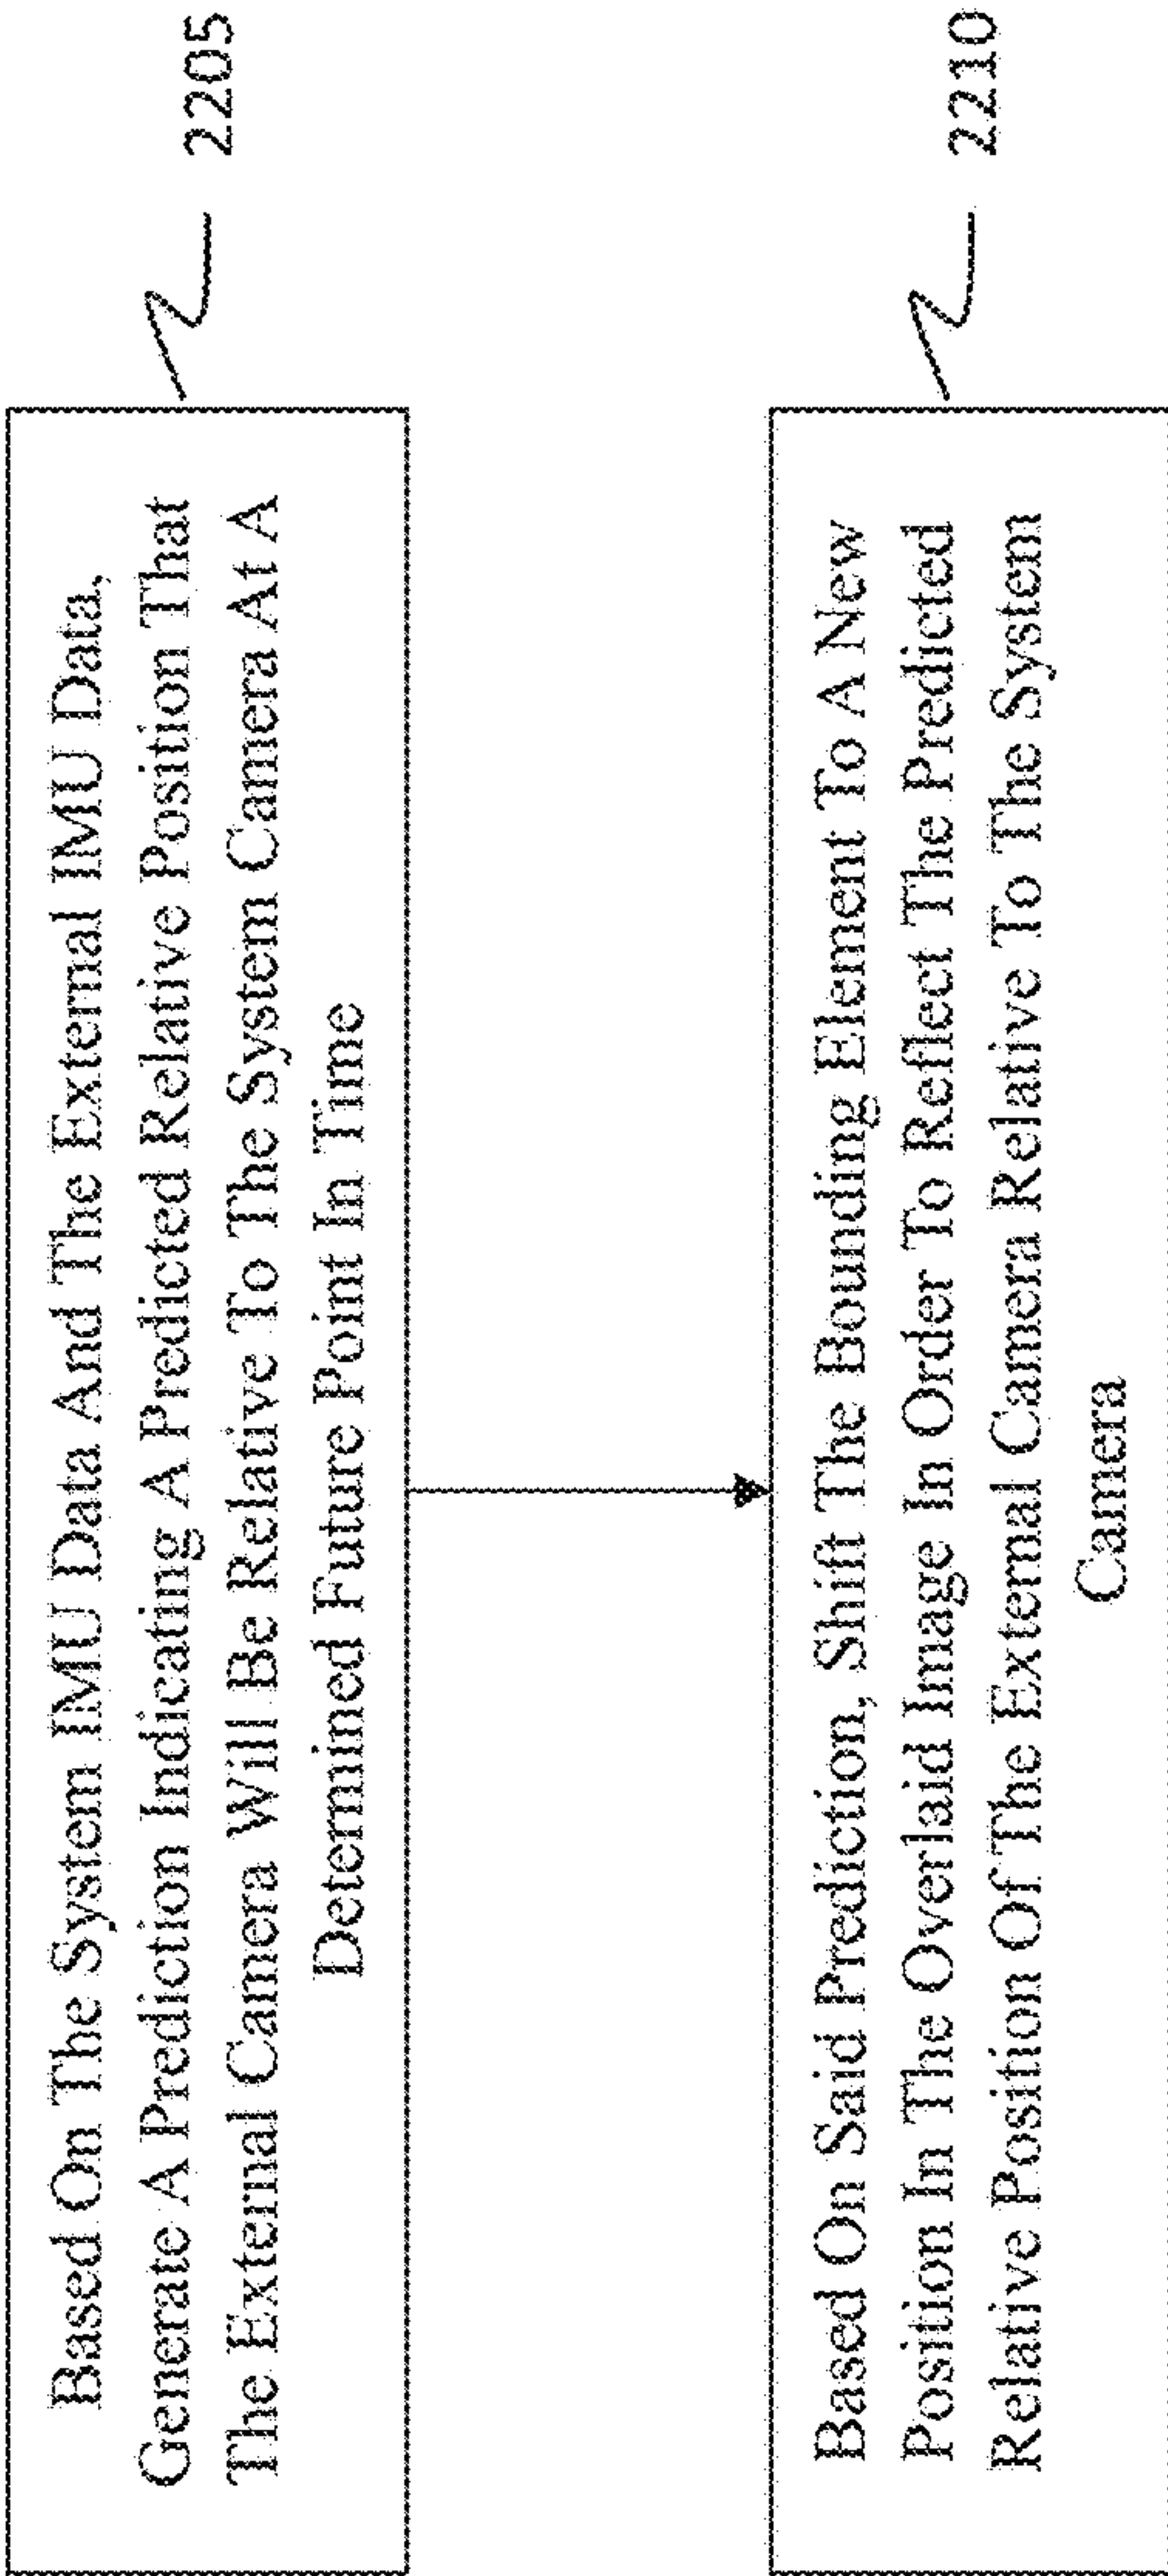 Based On The System IMU Data And The External IMU Data,
Generate A Prediction Indicating A Predicted Relative Position That
The External Camera Will Be Relative To The System Camera At A
Determined Future Point In Time
2205
Based On Said Prediction, Shift The Bounding Element To A New
Position In The Overlaid Image In Order To Reflect The Predicted
Relative Position Of The External Camera Relative To The System
Camera
2210